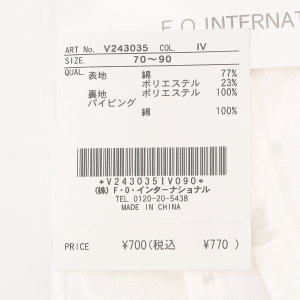 F.O.INTERNAT
ART No. V243035 COL. IV
SIZE. 70～90
QUAL. 表地 綿 77%
ポリエステル 23%
裏地 ポリエステル 100%
パイピング
綿 100%
*V243035IV090*
(株) F・O・インターナショナル
TEL 0120-20-5438
MADE IN CHINA
PRICE ¥700(税込 ¥770 )